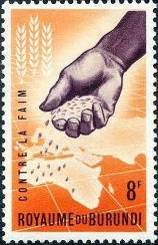 CONTRE LA FAIM
8F
ROYAUME DU BURUNDI